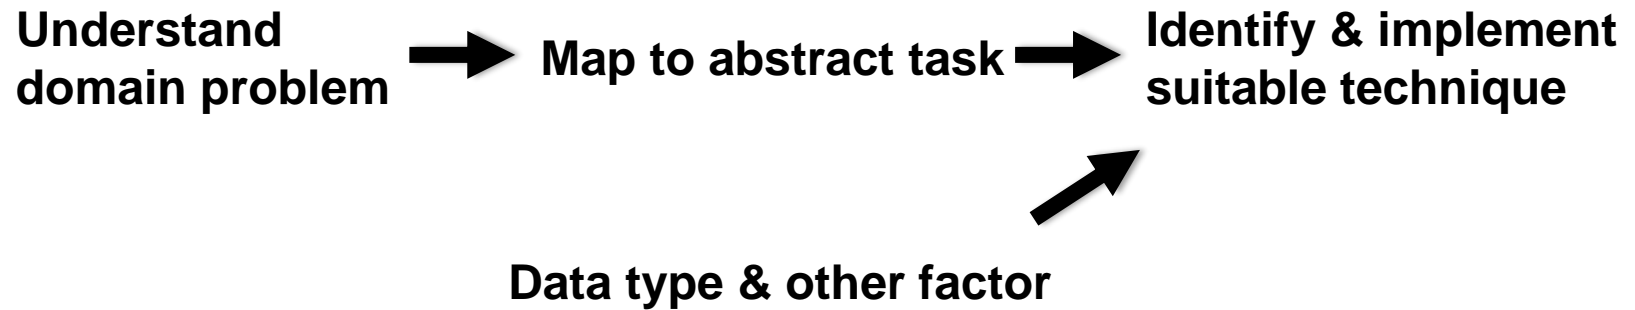 Understand
domain problem
Map to abstract task
Identify & implement
suitable technique
Data type & other factor